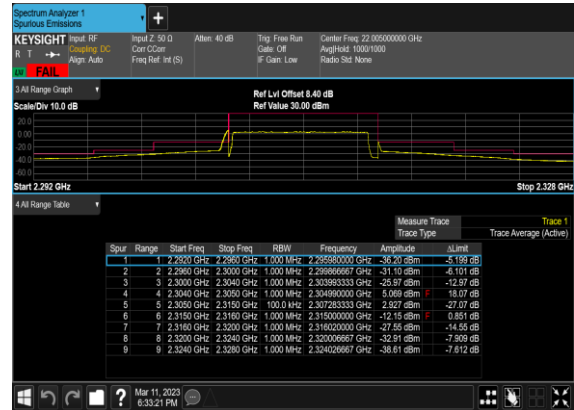 Spectrum Analyzer 1
Spurious Emissions
+
KEYSIGHT Input: RF Input Z: 50 Ω Atten: 40 dB Trig: Free Run Center Freq: 22.005000000 GHz
R T Coupling: DC Corr CCorr Gate: Off Avg|Hold: 1000/1000
Align: Auto Freq Ref: Int (S) IF Gain: Low Radio Std: None
FAIL
3 All Range Graph
Ref Lvl Offset 8.40 dB
Scale/Div 10.0 dB Ref Value 30.00 dBm
20.0
0.00
-20.0
-40.0
-60.0
Start 2.292 GHz Stop 2.328 GHz
4 All Range Table
Measure Trace Trace 1
Trace Type Trace Average (Active)
Spur Range Start Freq Stop Freq RBW Frequency Amplitude ΔLimit
1 1 2.2920 GHz 2.2960 GHz 1.000 MHz 2.295980000 GHz -36.20 dBm -5.199 dB
2 2 2.2960 GHz 2.3000 GHz 1.000 MHz 2.299866667 GHz -31.10 dBm -6.101 dB
3 3 2.3000 GHz 2.3040 GHz 1.000 MHz 2.303993333 GHz -25.97 dBm -12.97 dB
4 4 2.3040 GHz 2.3050 GHz 1.000 MHz 2.304990000 GHz 5.069 dBm F 18.07 dB
5 5 2.3050 GHz 2.3150 GHz 100.0 kHz 2.307283333 GHz 2.927 dBm -27.07 dB
6 6 2.3150 GHz 2.3160 GHz 1.000 MHz 2.315000000 GHz -12.15 dBm F 0.851 dB
7 7 2.3160 GHz 2.3200 GHz 1.000 MHz 2.316020000 GHz -27.55 dBm -14.55 dB
8 8 2.3200 GHz 2.3240 GHz 1.000 MHz 2.320006667 GHz -32.91 dBm -7.909 dB
9 9 2.3240 GHz 2.3280 GHz 1.000 MHz 2.324026667 GHz -38.61 dBm -7.612 dB
? Mar 11, 2023
6:33:21 PM